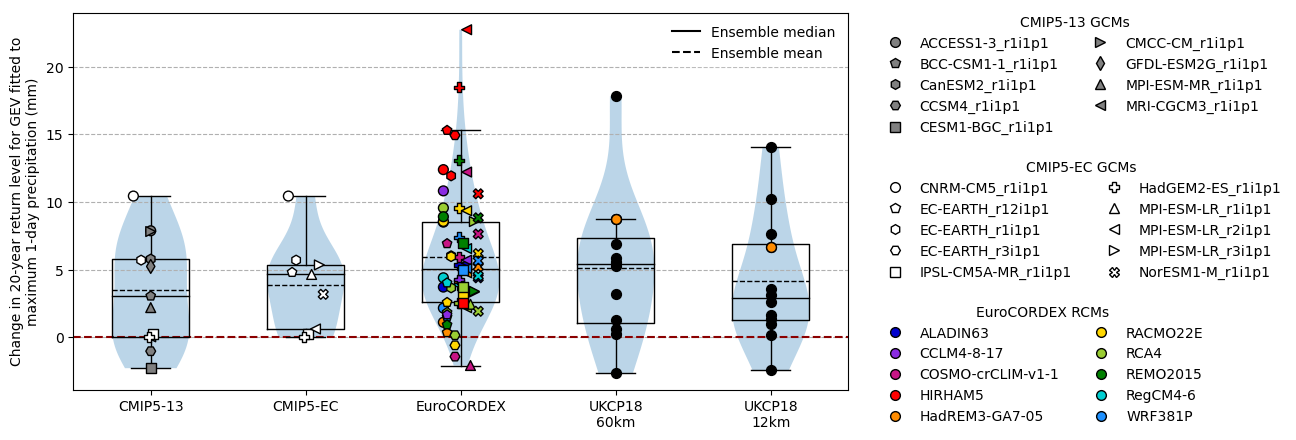 Change in 20-year return level for GEV fitted to
maximum 1-day precipitation (mm)
20
15
10
5
0
Ensemble median
Ensemble mean
CMIP5-13
CMIP5-EC
EuroCORDEX
UKCP18
60km
UKCP18
12km
CMIP5-13 GCMs
ACCESS1-3_r1i1p1
BCC-CSM1-1_r1i1p1
CanESM2_r1i1p1
CCSM4_r1i1p1
CESM1-BGC_r1i1p1
CMCC-CM_r1i1p1
GFDL-ESM2G_r1i1p1
MPI-ESM-MR_r1i1p1
MRI-CGCM3_r1i1p1
CMIP5-EC GCMs
CNRM-CM5_r1i1p1
EC-EARTH_r12i1p1
EC-EARTH_r1i1p1
EC-EARTH_r3i1p1
IPSL-CM5A-MR_r1i1p1
HadGEM2-ES_r1i1p1
MPI-ESM-LR_r1i1p1
MPI-ESM-LR_r2i1p1
MPI-ESM-LR_r3i1p1
NorESM1-M_r1i1p1
EuroCORDEX RCMs
ALADIN63
CCLM4-8-17
COSMO-crCLIM-v1-1
HIRHAM5
HadREM3-GA7-05
RACMO22E
RCA4
REMO2015
RegCM4-6
WRF381P